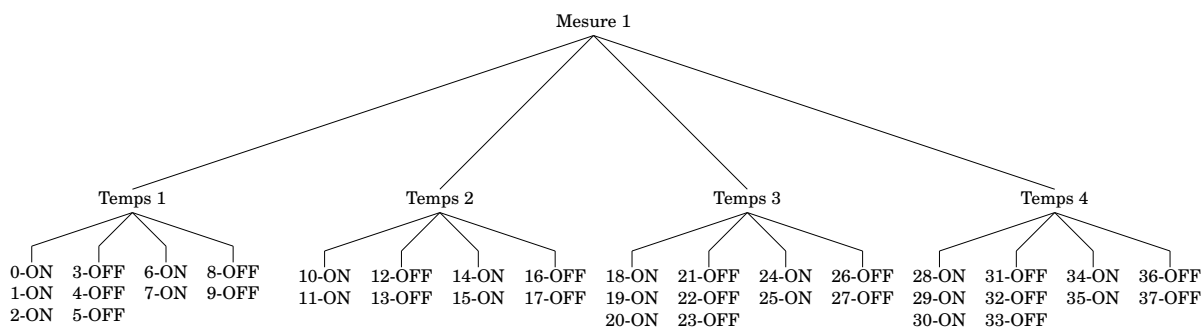 Mesure 1
Temps 1 Temps 2 Temps 3 Temps 4
0-ON 3-OFF 6-ON 8-OFF 10-ON 12-OFF 14-ON 16-OFF 18-ON 21-OFF 24-ON 26-OFF 28-ON 31-OFF 34-ON 36-OFF
1-ON 4-OFF 7-ON 9-OFF 11-ON 13-OFF 15-ON 17-OFF 19-ON 22-OFF 25-ON 27-OFF 29-ON 32-OFF 35-ON 37-OFF
2-ON 5-OFF 20-ON 23-OFF 30-ON 33-OFF